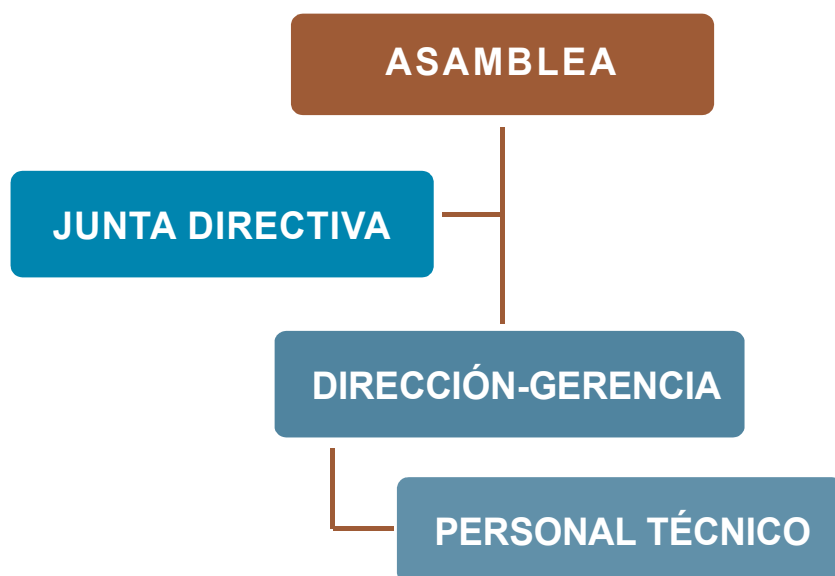 ASAMBLEA
JUNTA DIRECTIVA
DIRECCIÓN-GERENCIA
PERSONAL TÉCNICO